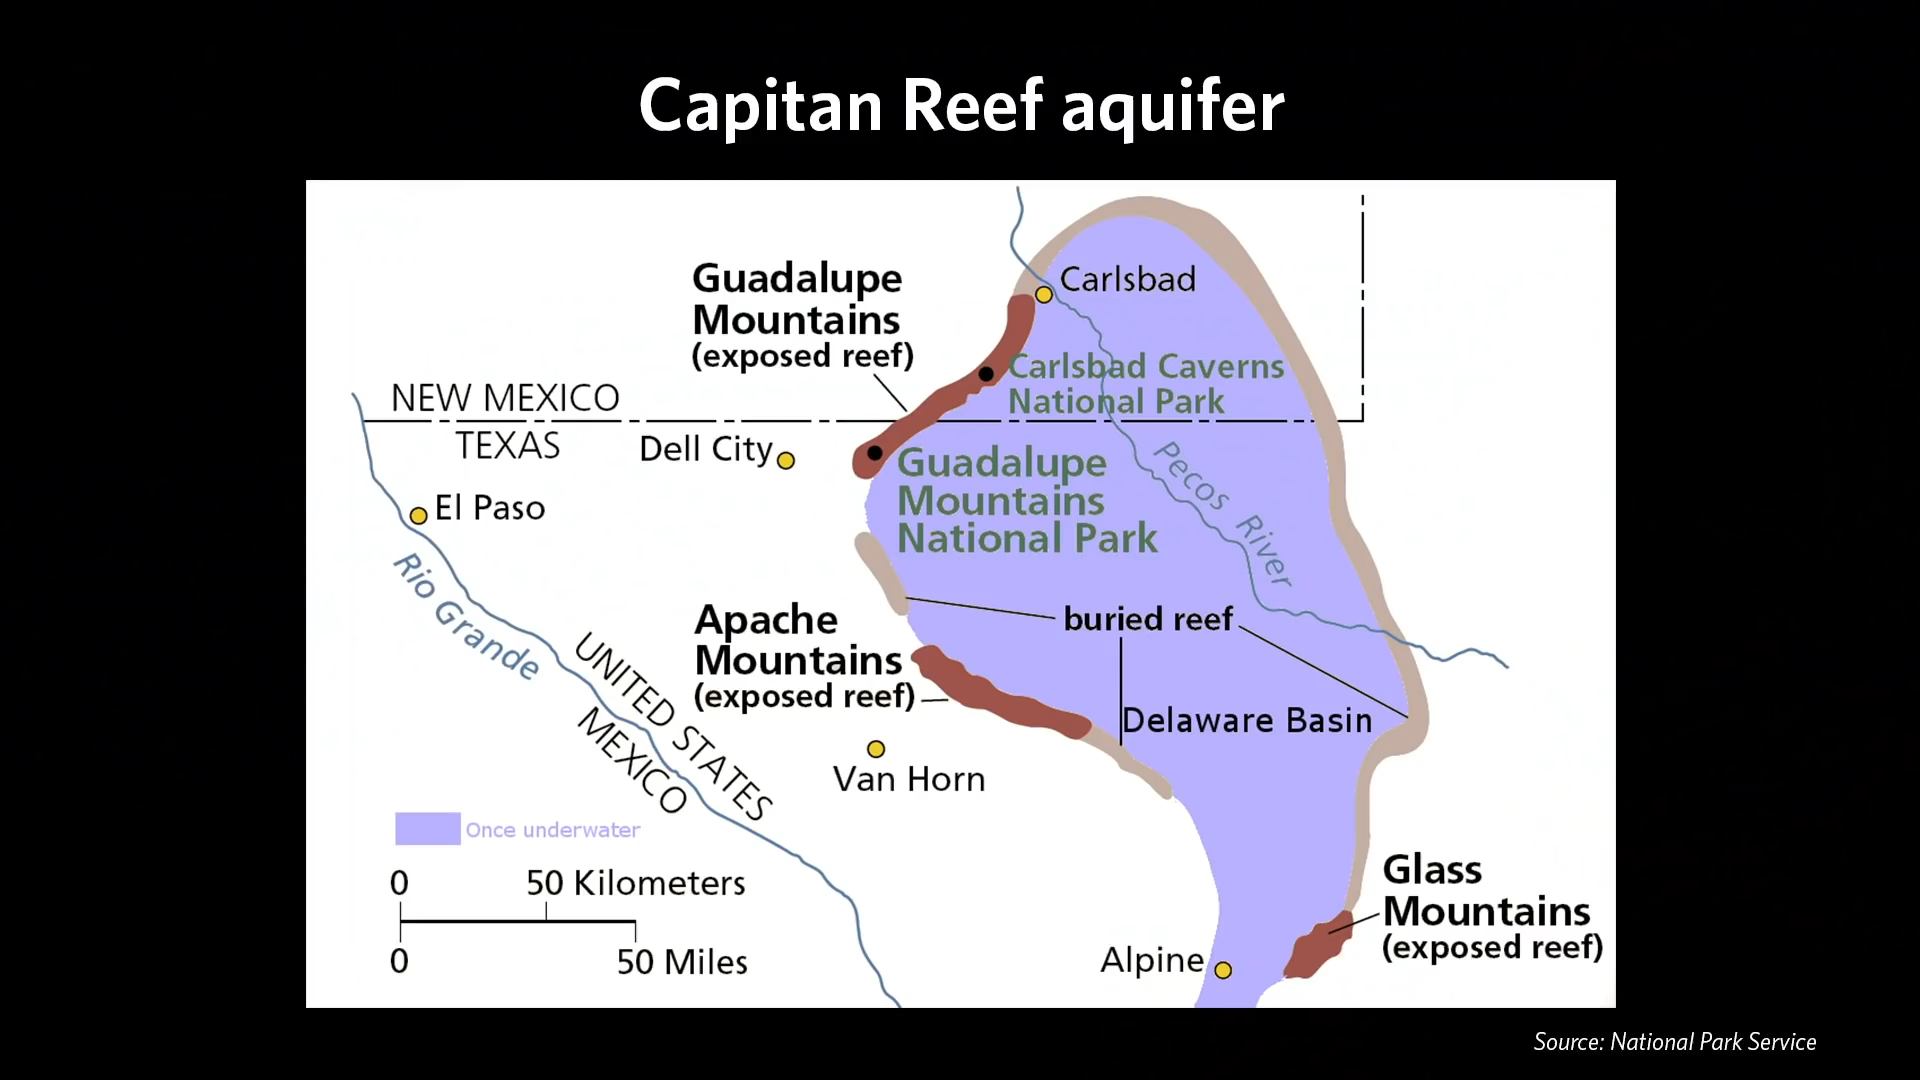 Capitan Reef aquifer
Guadalupe
Mountains
(exposed reef)
Carlsbad
Carlsbad Caverns
National Park
NEW MEXICO
TEXAS
Dell City
El Paso
Guadalupe
Mountains
National Park
Pecos River
Rio Grande
buried reef
Apache
Mountains
(exposed reef)
UNITED STATES
MEXICO
Delaware Basin
Van Horn
Once underwater
0 50 Kilometers
0 50 Miles
Glass
Mountains
(exposed reef)
Alpine
Source: National Park Service